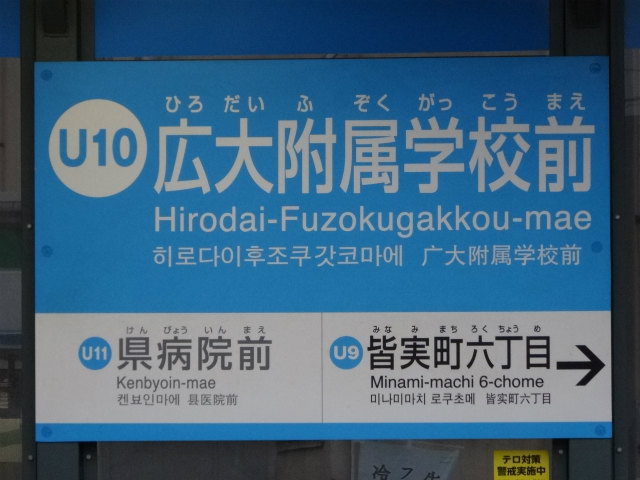 ひろ だい ふ ぞく がっ こう まえ
U10 広大附属学校前
Hirodai-Fuzokugakkou-mae
히로다이후조쿠갓코마에 广大附属学校前
けん びょう いん まえ
U11 県病院前
Kenbyoin-mae
켄뵤인마에 县医院前
みな み まち ろく ちょう め
U9 皆実町六丁目
Minami-machi 6-chome
미나미마치 로쿠초메 皆实町六丁目
テロ対策
警戒実施中